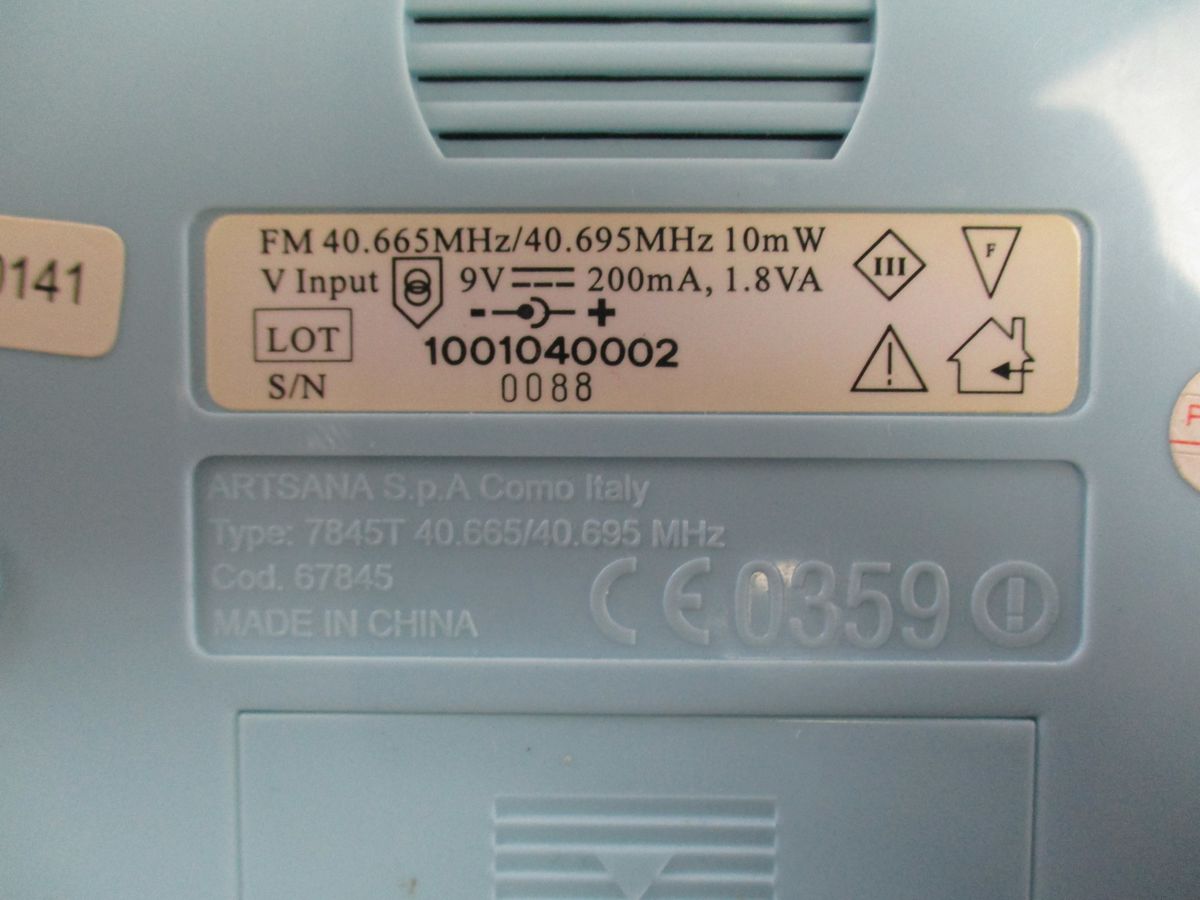 FM 40.665MHz/40.695MHz 10mW
V Input 9V 200mA, 1.8VA
- +
III
F
LOT 1001040002
S/N 0088
0141
ARTSANA S.p.A Como Italy
Type: 7845T 40.665/40.695 MHz
Cod. 67845
MADE IN CHINA
CE0359